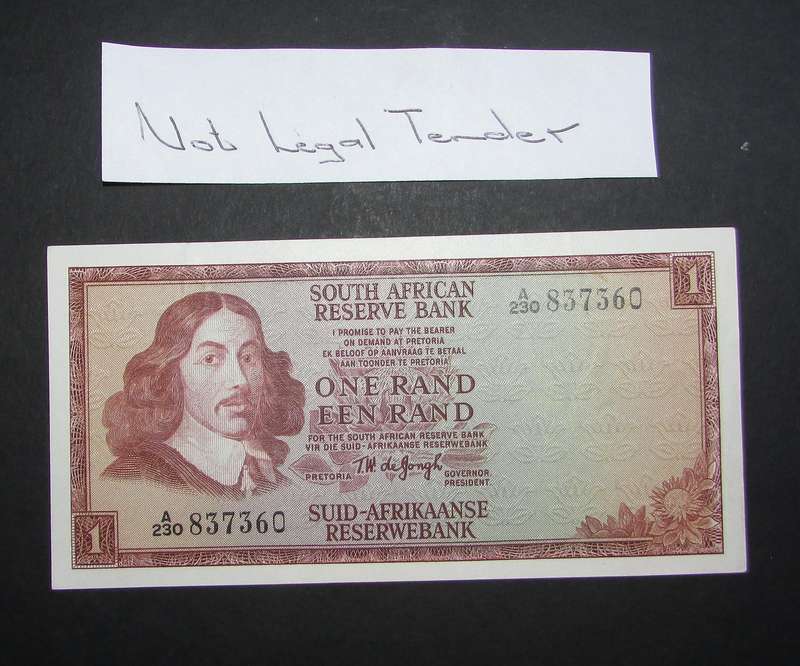 Not Legal Tender
1
SOUTH AFRICAN
RESERVE BANK
A/230 837360
I PROMISE TO PAY THE BEARER
ON DEMAND AT PRETORIA
EK BELOOF OP AANVRAAG TE BETAAL
AAN TOONDER TE PRETORIA
ONE RAND
EEN RAND
FOR THE SOUTH AFRICAN RESERVE BANK
VIR DIE SUID-AFRIKAANSE RESERWEBANK
T.W. de Jongh
PRETORIA GOVERNOR
PRESIDENT.
A/230 837360
SUID-AFRIKAANSE
RESERWEBANK
1